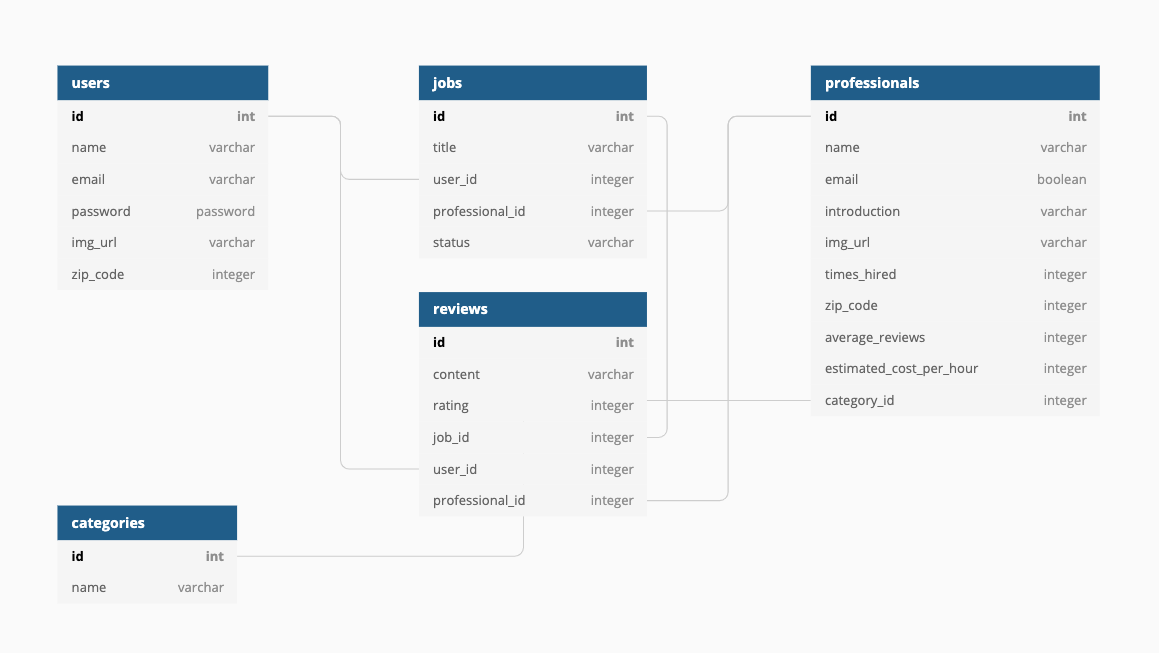 users
id int
name varchar
email varchar
password password
img_url varchar
zip_code integer
jobs
id int
title varchar
user_id integer
professional_id integer
status varchar
professionals
id int
name varchar
email boolean
introduction varchar
img_url varchar
times_hired integer
zip_code integer
average_reviews integer
estimated_cost_per_hour integer
category_id integer
reviews
id int
content varchar
rating integer
job_id integer
user_id integer
professional_id integer
categories
id int
name varchar